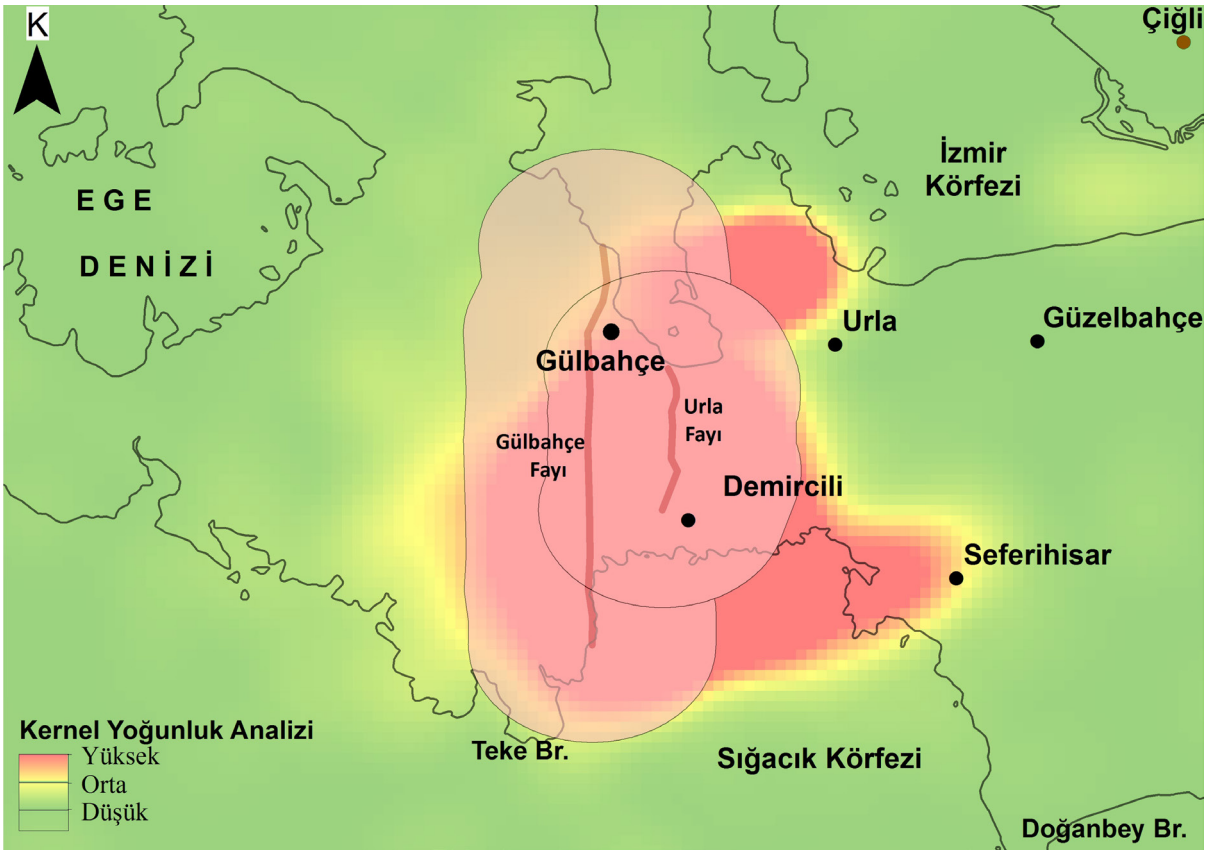 K
Çiğli
İzmir
Körfezi
EGE
DENİZİ
Urla
Güzelbahçe
Gülbahçe
Urla
Fayı
Gülbahçe
Fayı
Demircili
Seferihisar
Kernel Yoğunluk Analizi
Yüksek
Orta
Düşük
Teke Br.
Sığacık Körfezi
Doğanbey Br.